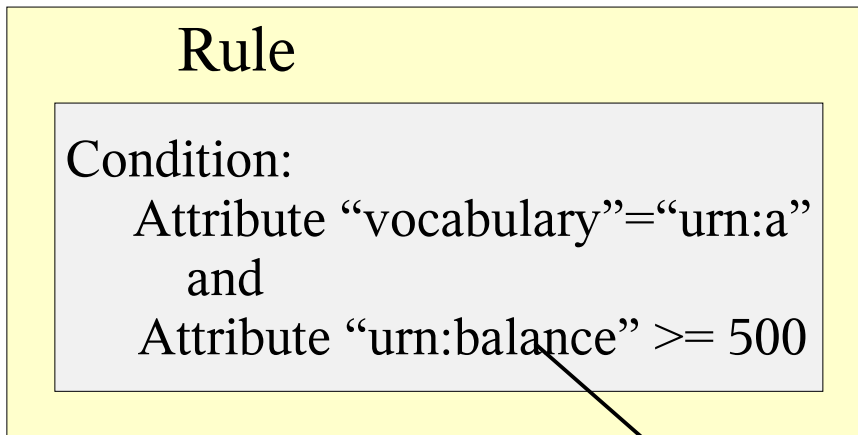 Rule
Condition:
Attribute “vocabulary”=“urn:a”
and
Attribute “urn:balance” >= 500